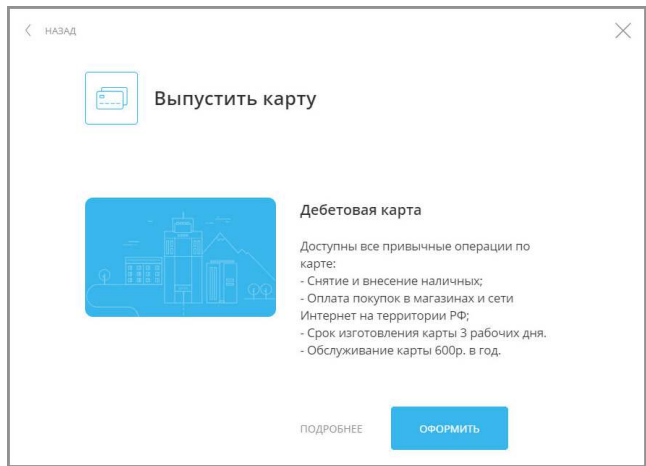 НАЗАД
Выпустить карту
Дебетовая карта
Доступны все привычные операции по
карте:
- Снятие и внесение наличных;
- Оплата покупок в магазинах и сети
Интернет на территории РФ;
- Срок изготовления карты 3 рабочих дня.
- Обслуживание карты 600р. в год.
ПОДРОБНЕЕ
ОФОРМИТЬ